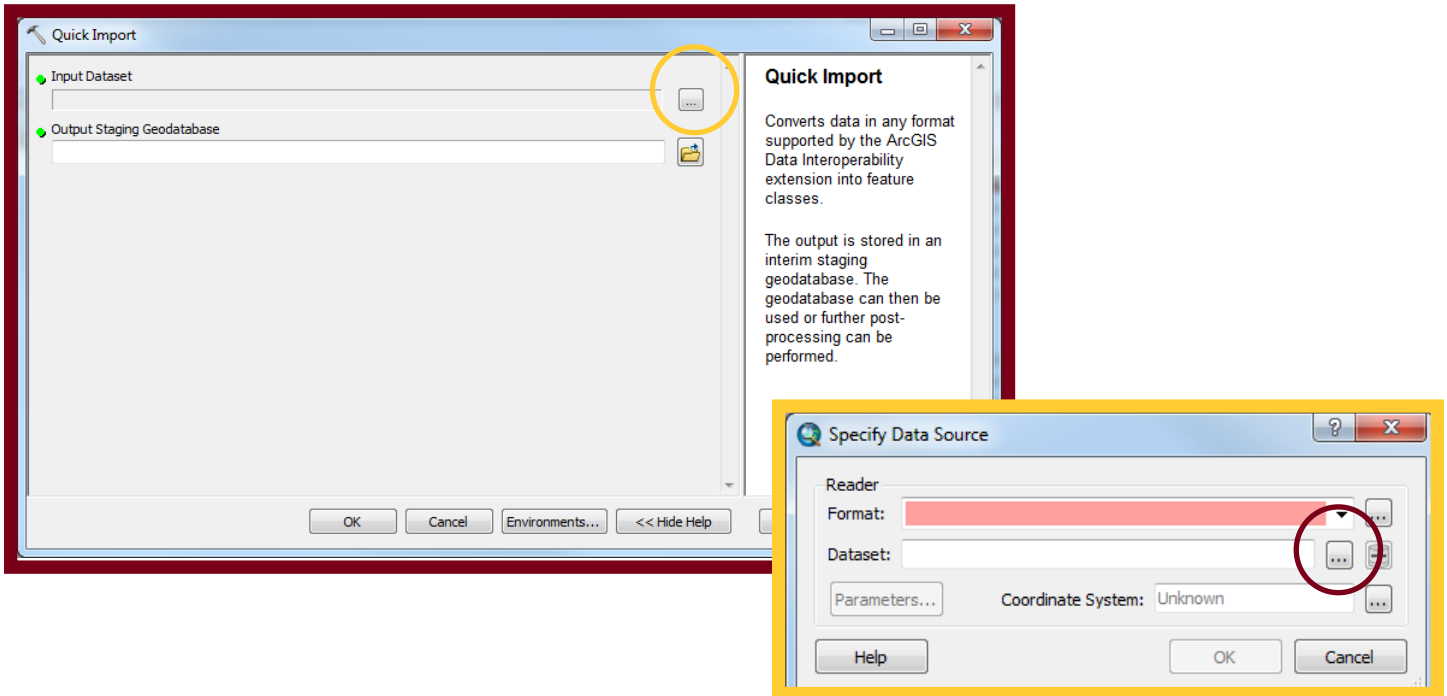 Quick Import
Input Dataset
...
Output Staging Geodatabase
OK
Cancel
Environments...
<< Hide Help
Quick Import
Converts data in any format
supported by the ArcGIS
Data Interoperability
extension into feature
classes.
The output is stored in an
interim staging
geodatabase. The
geodatabase can then be
used or further post-
processing can be
performed.
Specify Data Source
Reader
Format:
...
Dataset:
...
Parameters...
Coordinate System:
Unknown
...
Help
OK
Cancel